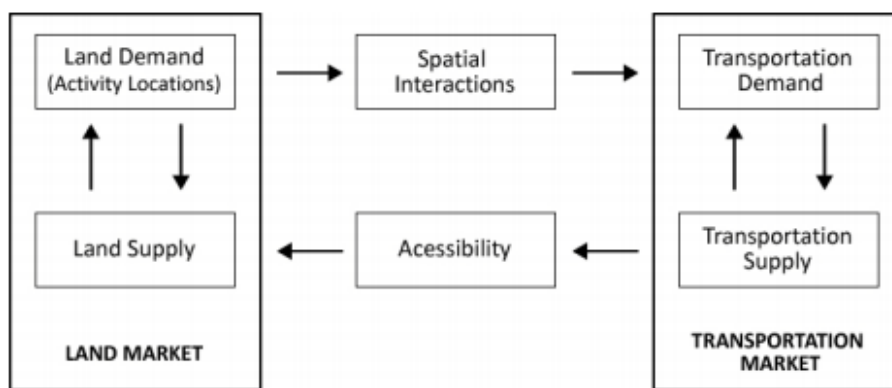 Land Demand
(Activity Locations)
Spatial
Interactions
Transportation
Demand
Land Supply
Acessibility
Transportation
Supply
LAND MARKET
TRANSPORTATION
MARKET